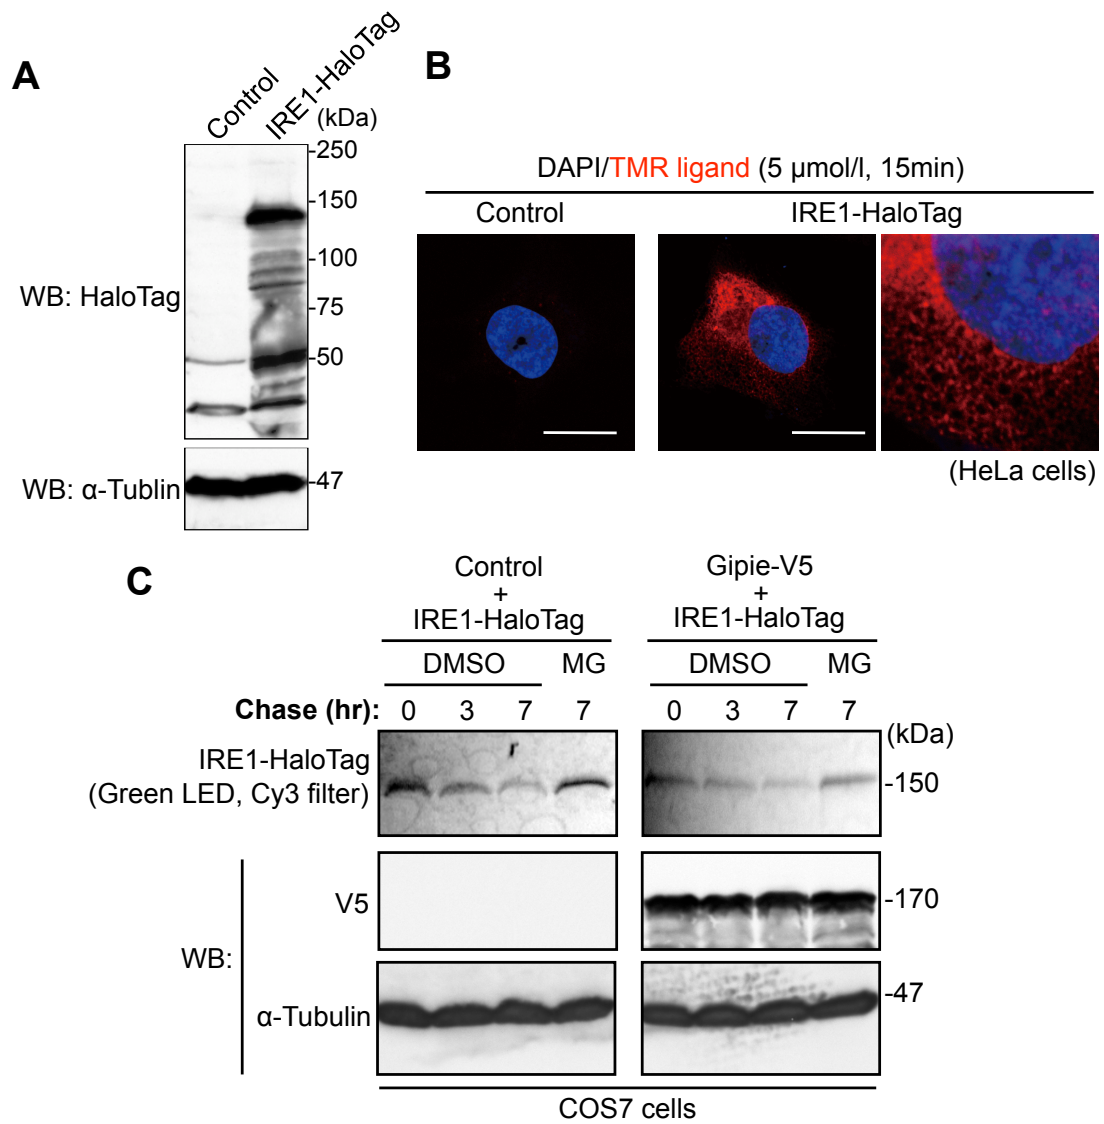 A
Control
IRE1-HaloTag
(kDa)
-250
-150
-100
-75
-50
WB: HaloTag
WB: α-Tublin
-47
B
DAPI/TMR ligand (5 μmol/l, 15min)
Control
IRE1-HaloTag
(HeLa cells)
C
Control
+
IRE1-HaloTag
Gipie-V5
+
IRE1-HaloTag
DMSO MG DMSO MG
Chase (hr): 0 3 7 7 0 3 7 7
(kDa)
IRE1-HaloTag
(Green LED, Cy3 filter)
-150
V5
-170
WB:
α-Tubulin
-47
COS7 cells